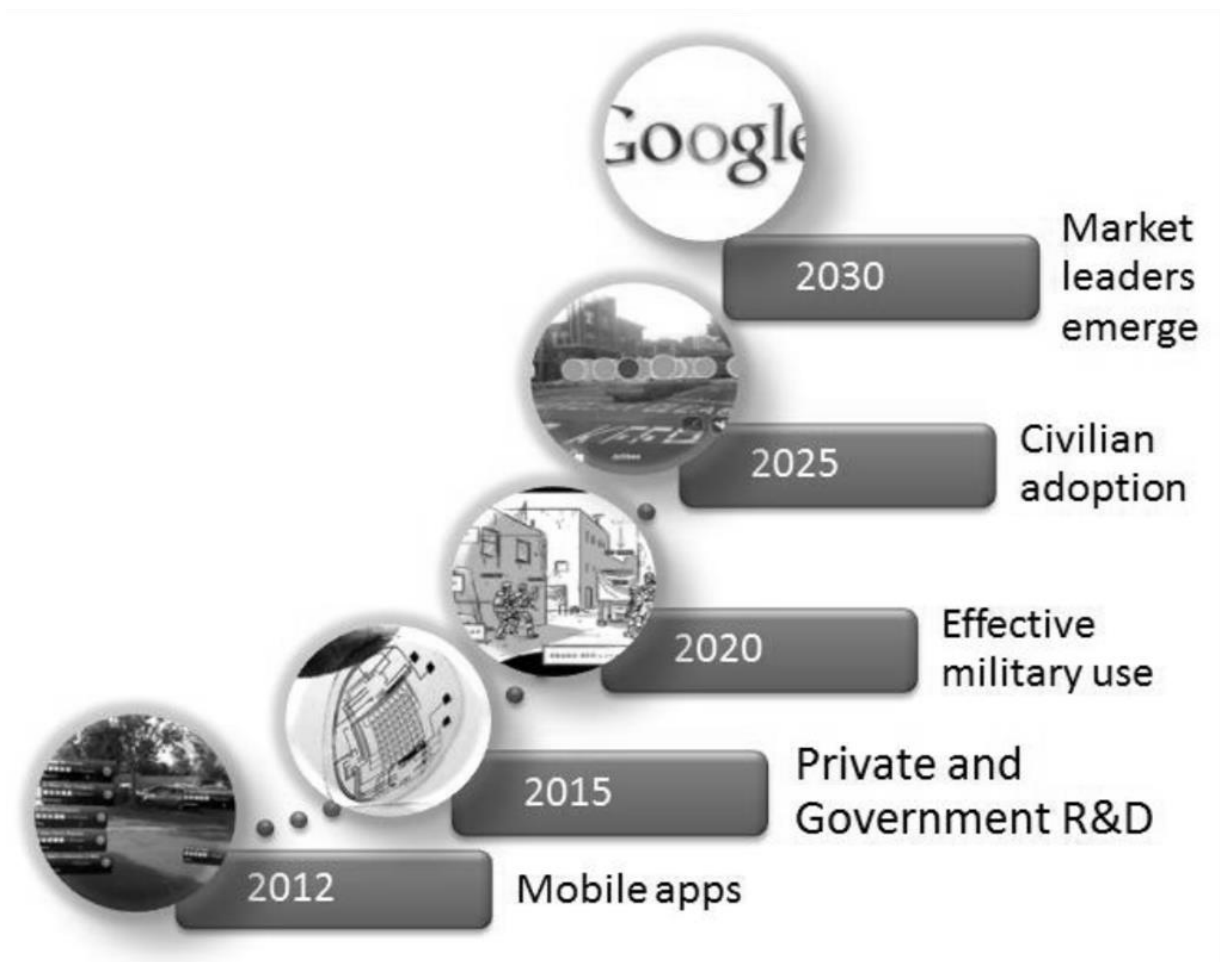 Google
2030
Market
leaders
emerge
2025
Civilian
adoption
2020
Effective
military use
2015
Private and
Government R&D
2012
Mobile apps